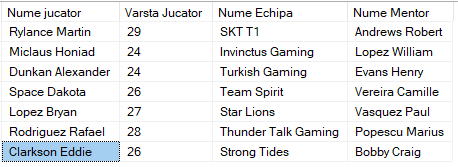 Nume jucator Varsta Jucator Nume Echipa Nume Mentor
Rylance Martin 29 SKT T1 Andrews Robert
Miclaus Honiad 24 Invictus Gaming Lopez William
Dunkan Alexander 24 Turkish Gaming Evans Henry
Space Dakota 26 Team Spirit Vereira Camille
Lopez Bryan 27 Star Lions Vasquez Paul
Rodriguez Rafael 28 Thunder Talk Gaming Popescu Marius
Clarkson Eddie 26 Strong Tides Bobby Craig